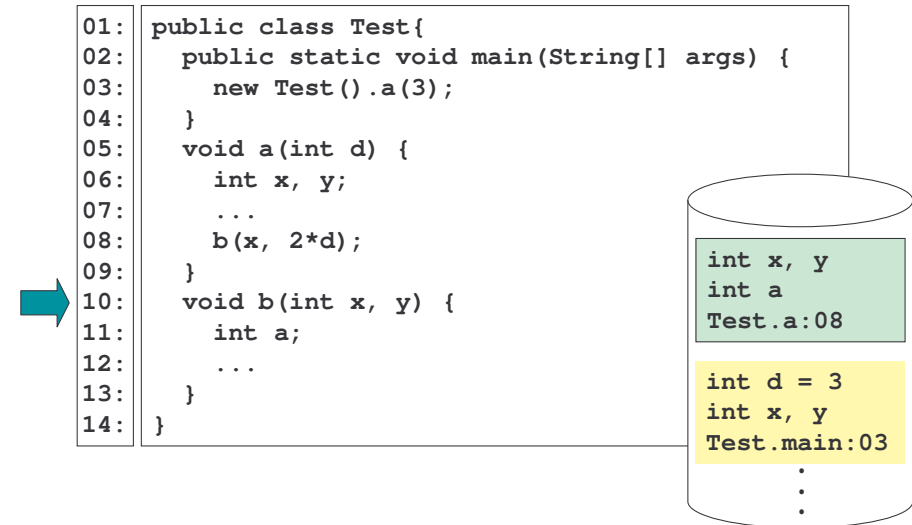 01: public class Test{
02: public static void main(String[] args) {
03: new Test().a(3);
04: }
05: void a(int d) {
06: int x, y;
07: ...
08: b(x, 2*d);
09: }
10: void b(int x, y) {
11: int a;
12: ...
13: }
14: }
int x, y
int a
Test.a:08
int d = 3
int x, y
Test.main:03
.
.
.